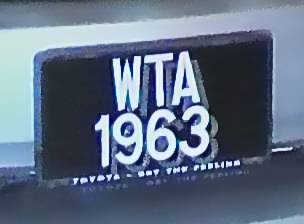 WTA
1963
TOYOTA - GET THE FEELING